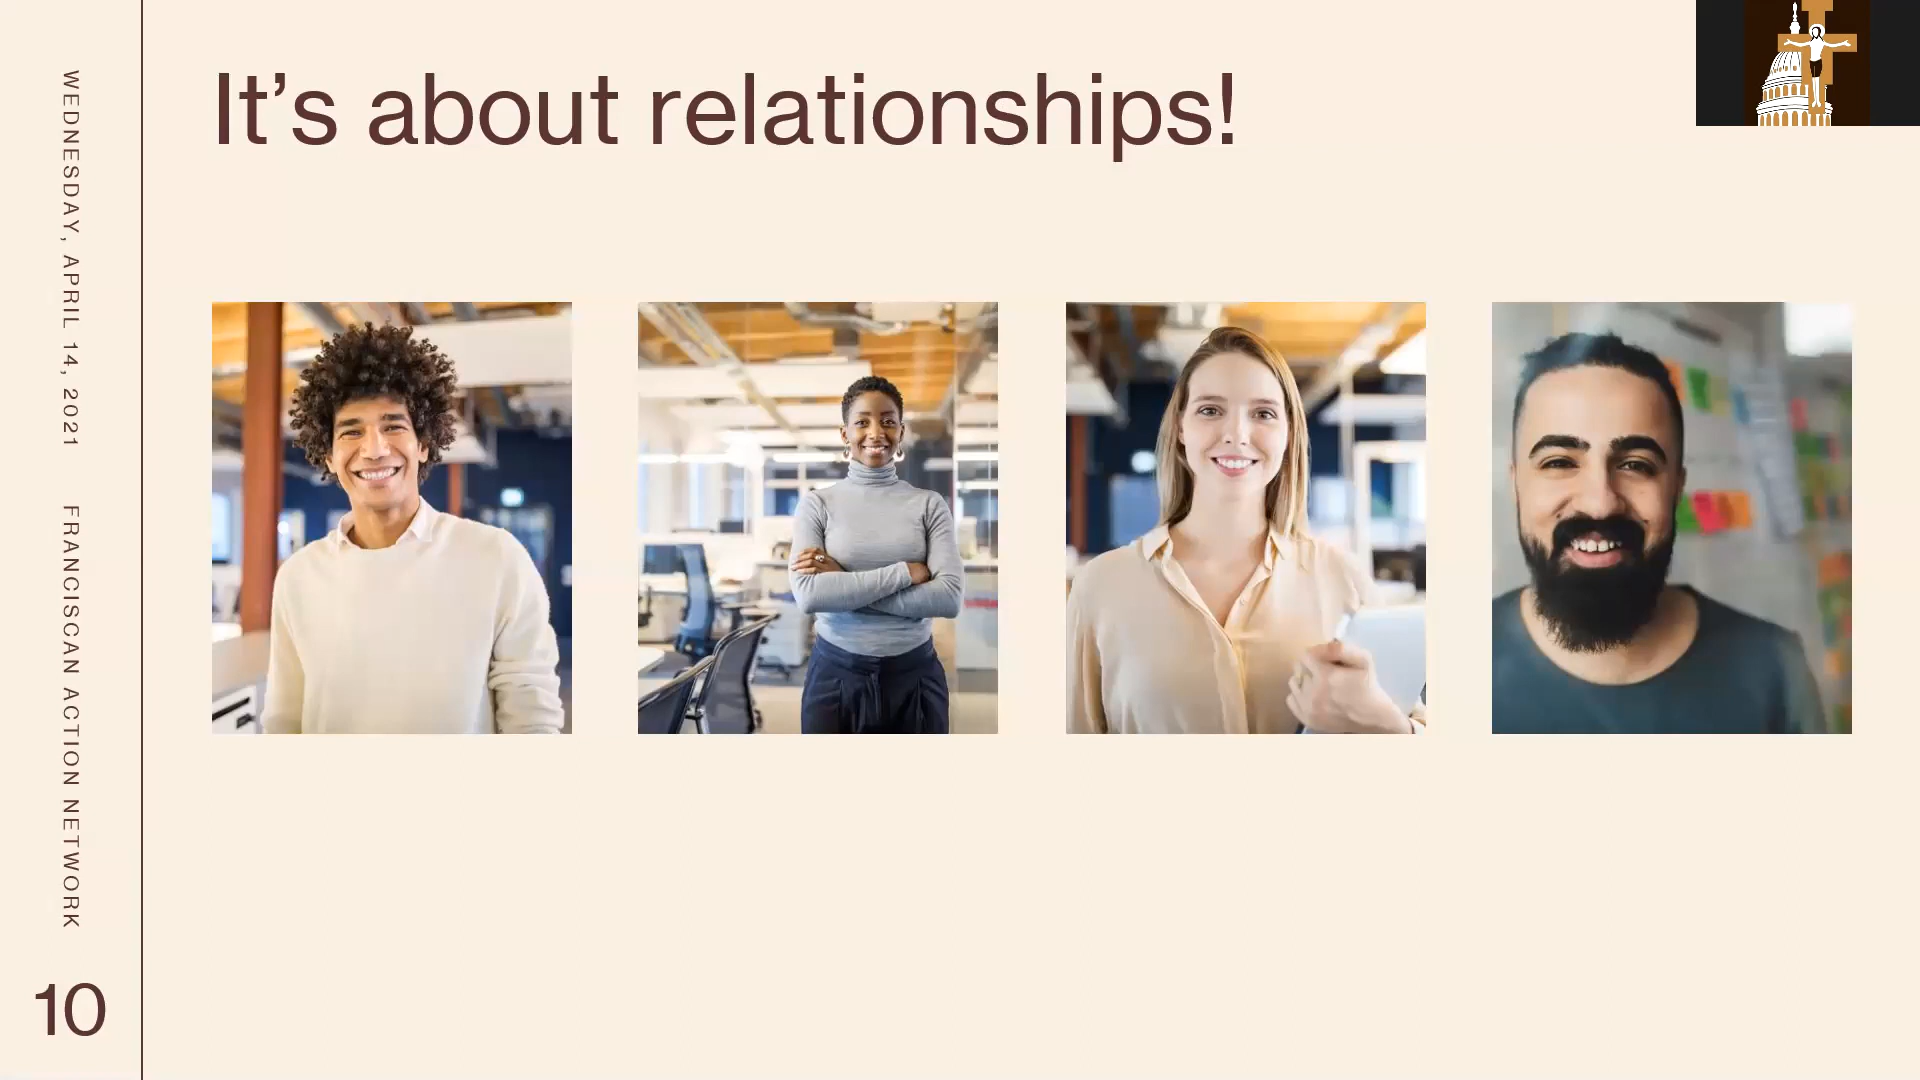 It’s about relationships!
WEDNESDAY, APRIL 14, 2021
FRANCISCAN ACTION NETWORK
10